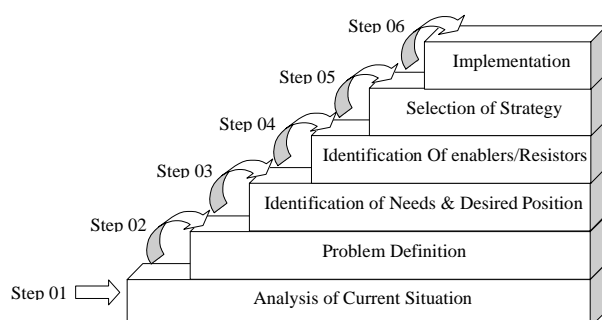 Step 06
Implementation
Step 05
Selection of Strategy
Step 04
Identification Of enablers/Resistors
Step 03
Identification of Needs & Desired Position
Step 02
Problem Definition
Step 01
Analysis of Current Situation